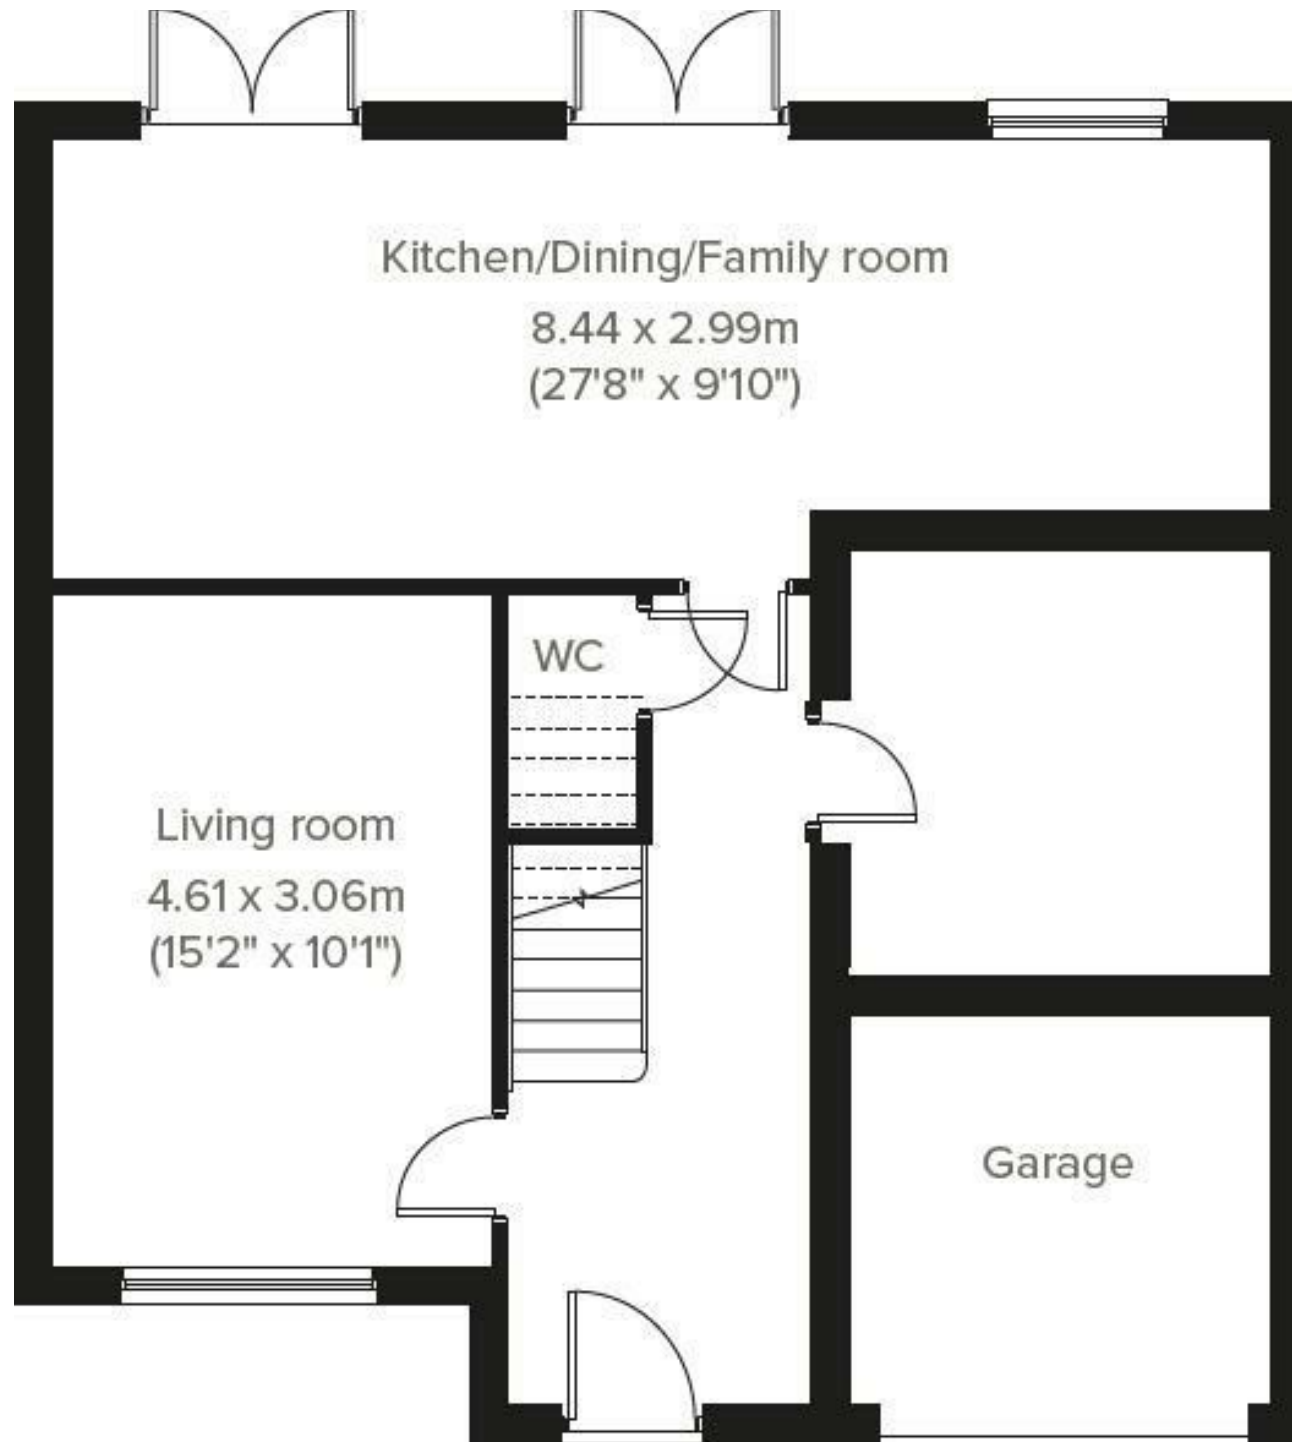 Kitchen/Dining/Family room
8.44 x 2.99m
(27'8" x 9'10")
WC
Living room
4.61 x 3.06m
(15'2" x 10'1")
Garage